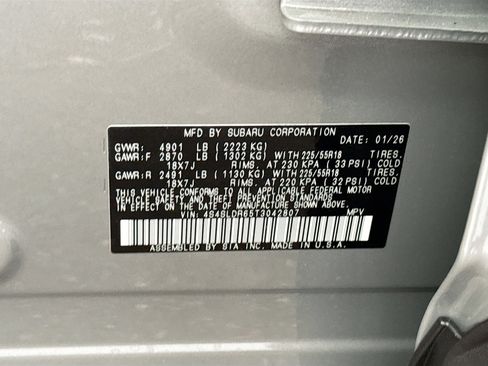 MFD BY SUBARU CORPORATION
DATE: 01/26
GVWR: 4901 LB (2223 KG)
GAWR:F 2870 LB (1302 KG) WITH 225/55R18 TIRES.
18X7J RIMS. AT 230 KPA (33 PSI) COLD
GAWR:R 2491 LB (1130 KG) WITH 225/55R18 TIRES.
18X7J RIMS. AT 220 KPA (32 PSI) COLD
THIS VEHICLE CONFORMS TO ALL APPLICABLE FEDERAL MOTOR
VEHICLE SAFETY AND THEFT PREVENTION STANDARDS
IN EFFECT ON THE DATE OF MANUFACTURE SHOWN ABOVE.
VIN: 4S4SLDR65T3042807 MPV
ASSEMBLED BY SIA INC. MADE IN U.S.A.